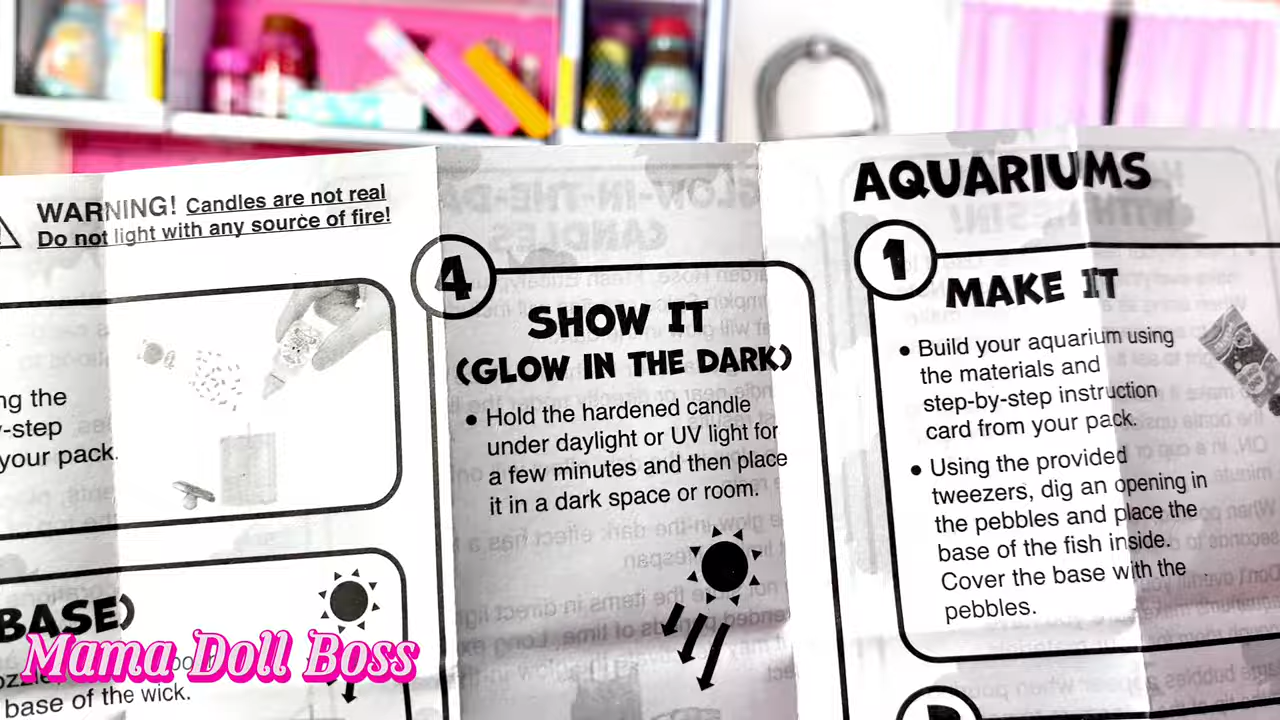 WARNING! Candles are not real
Do not light with any source of fire!
ng the
-step
your pack.
BASE)
base of the wick.
Mama Doll Boss
4
SHOW IT
(GLOW IN THE DARK)
• Hold the hardened candle
under daylight or UV light for
a few minutes and then place
it in a dark space or room.
AQUARIUMS
1
MAKE IT
• Build your aquarium using
the materials and
step-by-step instruction
card from your pack.
• Using the provided
tweezers, dig an opening in
the pebbles and place the
base of the fish inside.
Cover the base with the
pebbles.